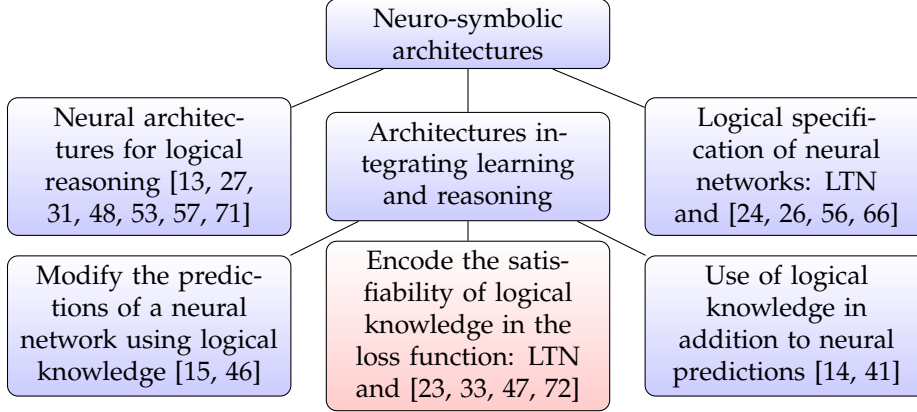 Neuro-symbolic
architectures
Neural architec-
tures for logical
reasoning [13, 27,
31, 48, 53, 57, 71]
Architectures in-
tegrating learning
and reasoning
Logical specifi-
cation of neural
networks: LTN
and [24, 26, 56, 66]
Modify the predic-
tions of a neural
network using logical
knowledge [15, 46]
Encode the satis-
fiability of logical
knowledge in the
loss function: LTN
and [23, 33, 47, 72]
Use of logical
knowledge in
addition to neural
predictions [14, 41]